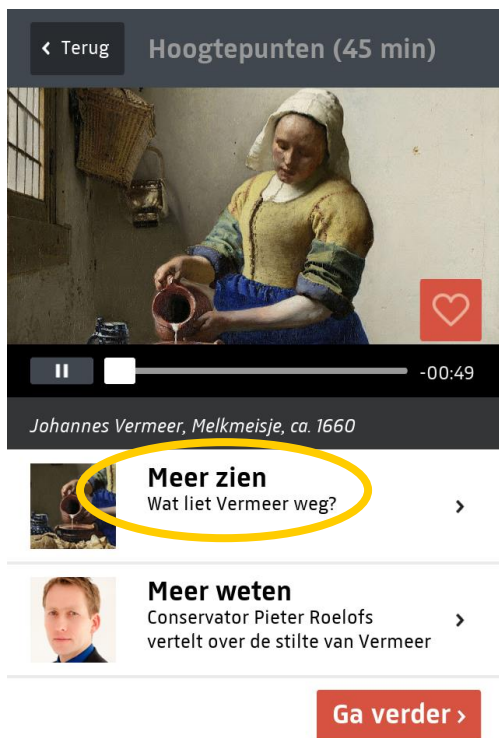 Terug
Hoogtepunten (45 min)
-00:49
Johannes Vermeer, Melkmeisje, ca. 1660
Meer zien
Wat liet Vermeer weg?
Meer weten
Conservator Pieter Roelofs
vertelt over de stilte van Vermeer
Ga verder